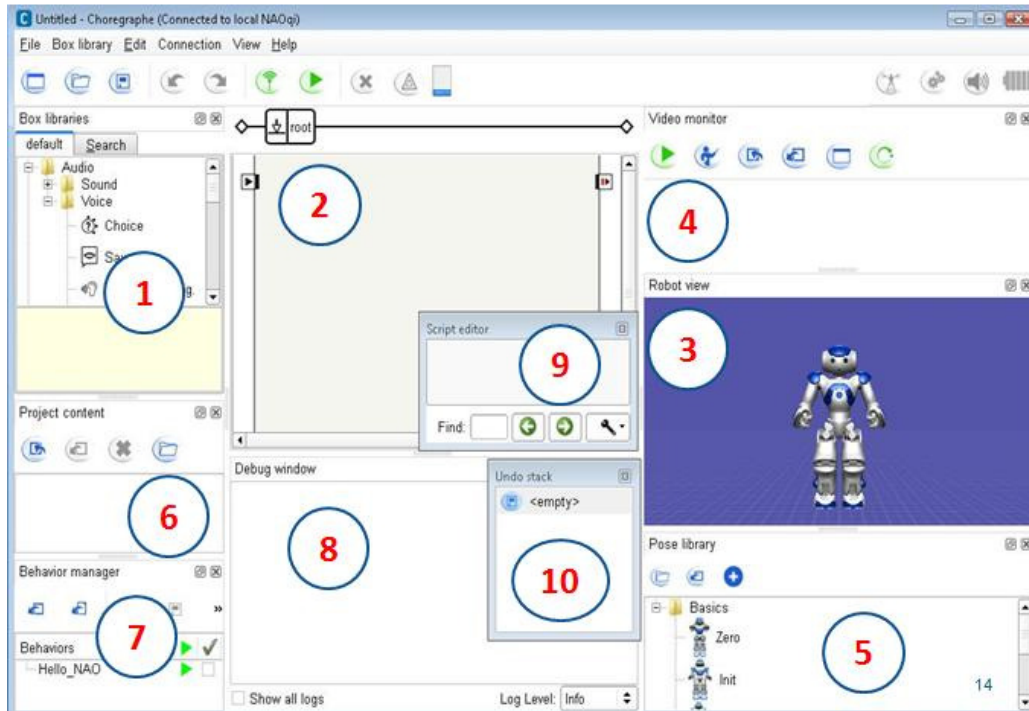 Untitled - Choregraphe (Connected to local NAOqi)
File Box library Edit Connection View Help
Box libraries
default Search
Audio
Sound
Voice
Choice
1
g.
Project content
6
Behavior manager
»
7
Behaviors
Hello_NAO
root
2
Script editor
9
Find:
Debug window
8
Undo stack
<empty>
10
Show all logs Log Level: Info
Video monitor
4
Robot view
3
Pose library
Basics
Zero
Init
5
14